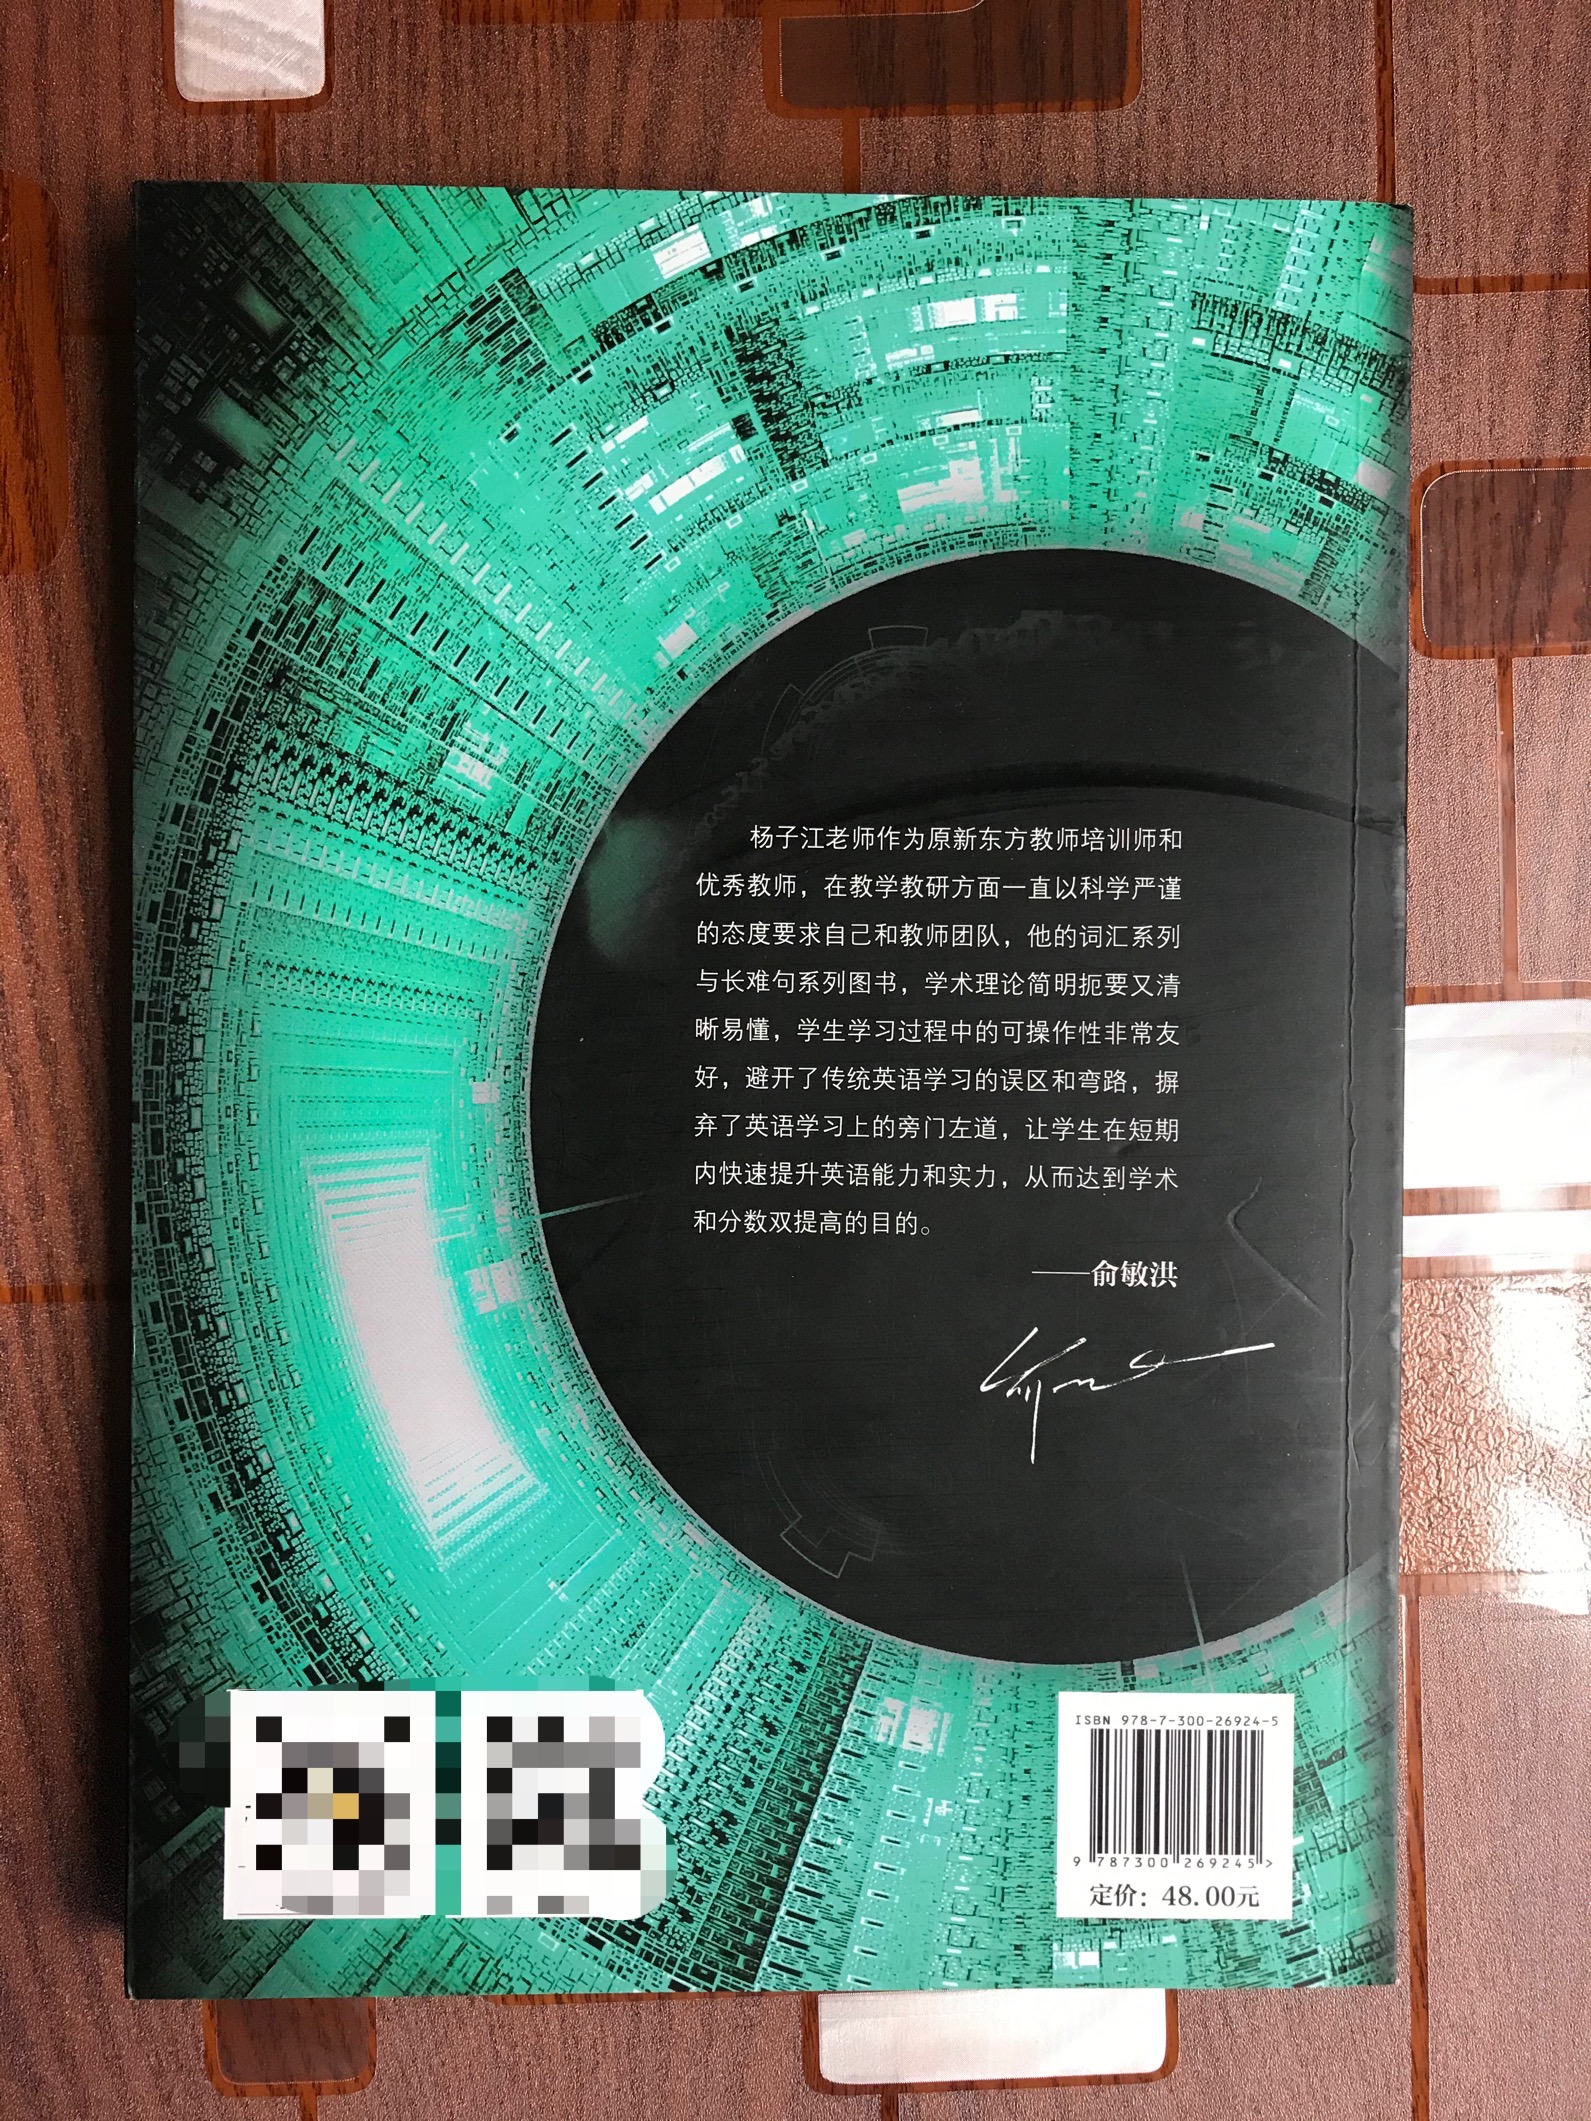 杨子江老师作为原新东方教师培训师和
优秀教师，在教学教研方面一直以科学严谨
的态度要求自己和教师团队，他的词汇系列
与长难句系列图书，学术理论简明扼要又清
晰易懂，学生学习过程中的可操作性非常友
好，避开了传统英语学习的误区和弯路，摒
弃了英语学习上的旁门左道，让学生在短期
内快速提升英语能力和实力，从而达到学术
和分数双提高的目的。
——俞敏洪
ISBN 978-7-300-26924-5
9 787300 269245 >
定价：48.00元